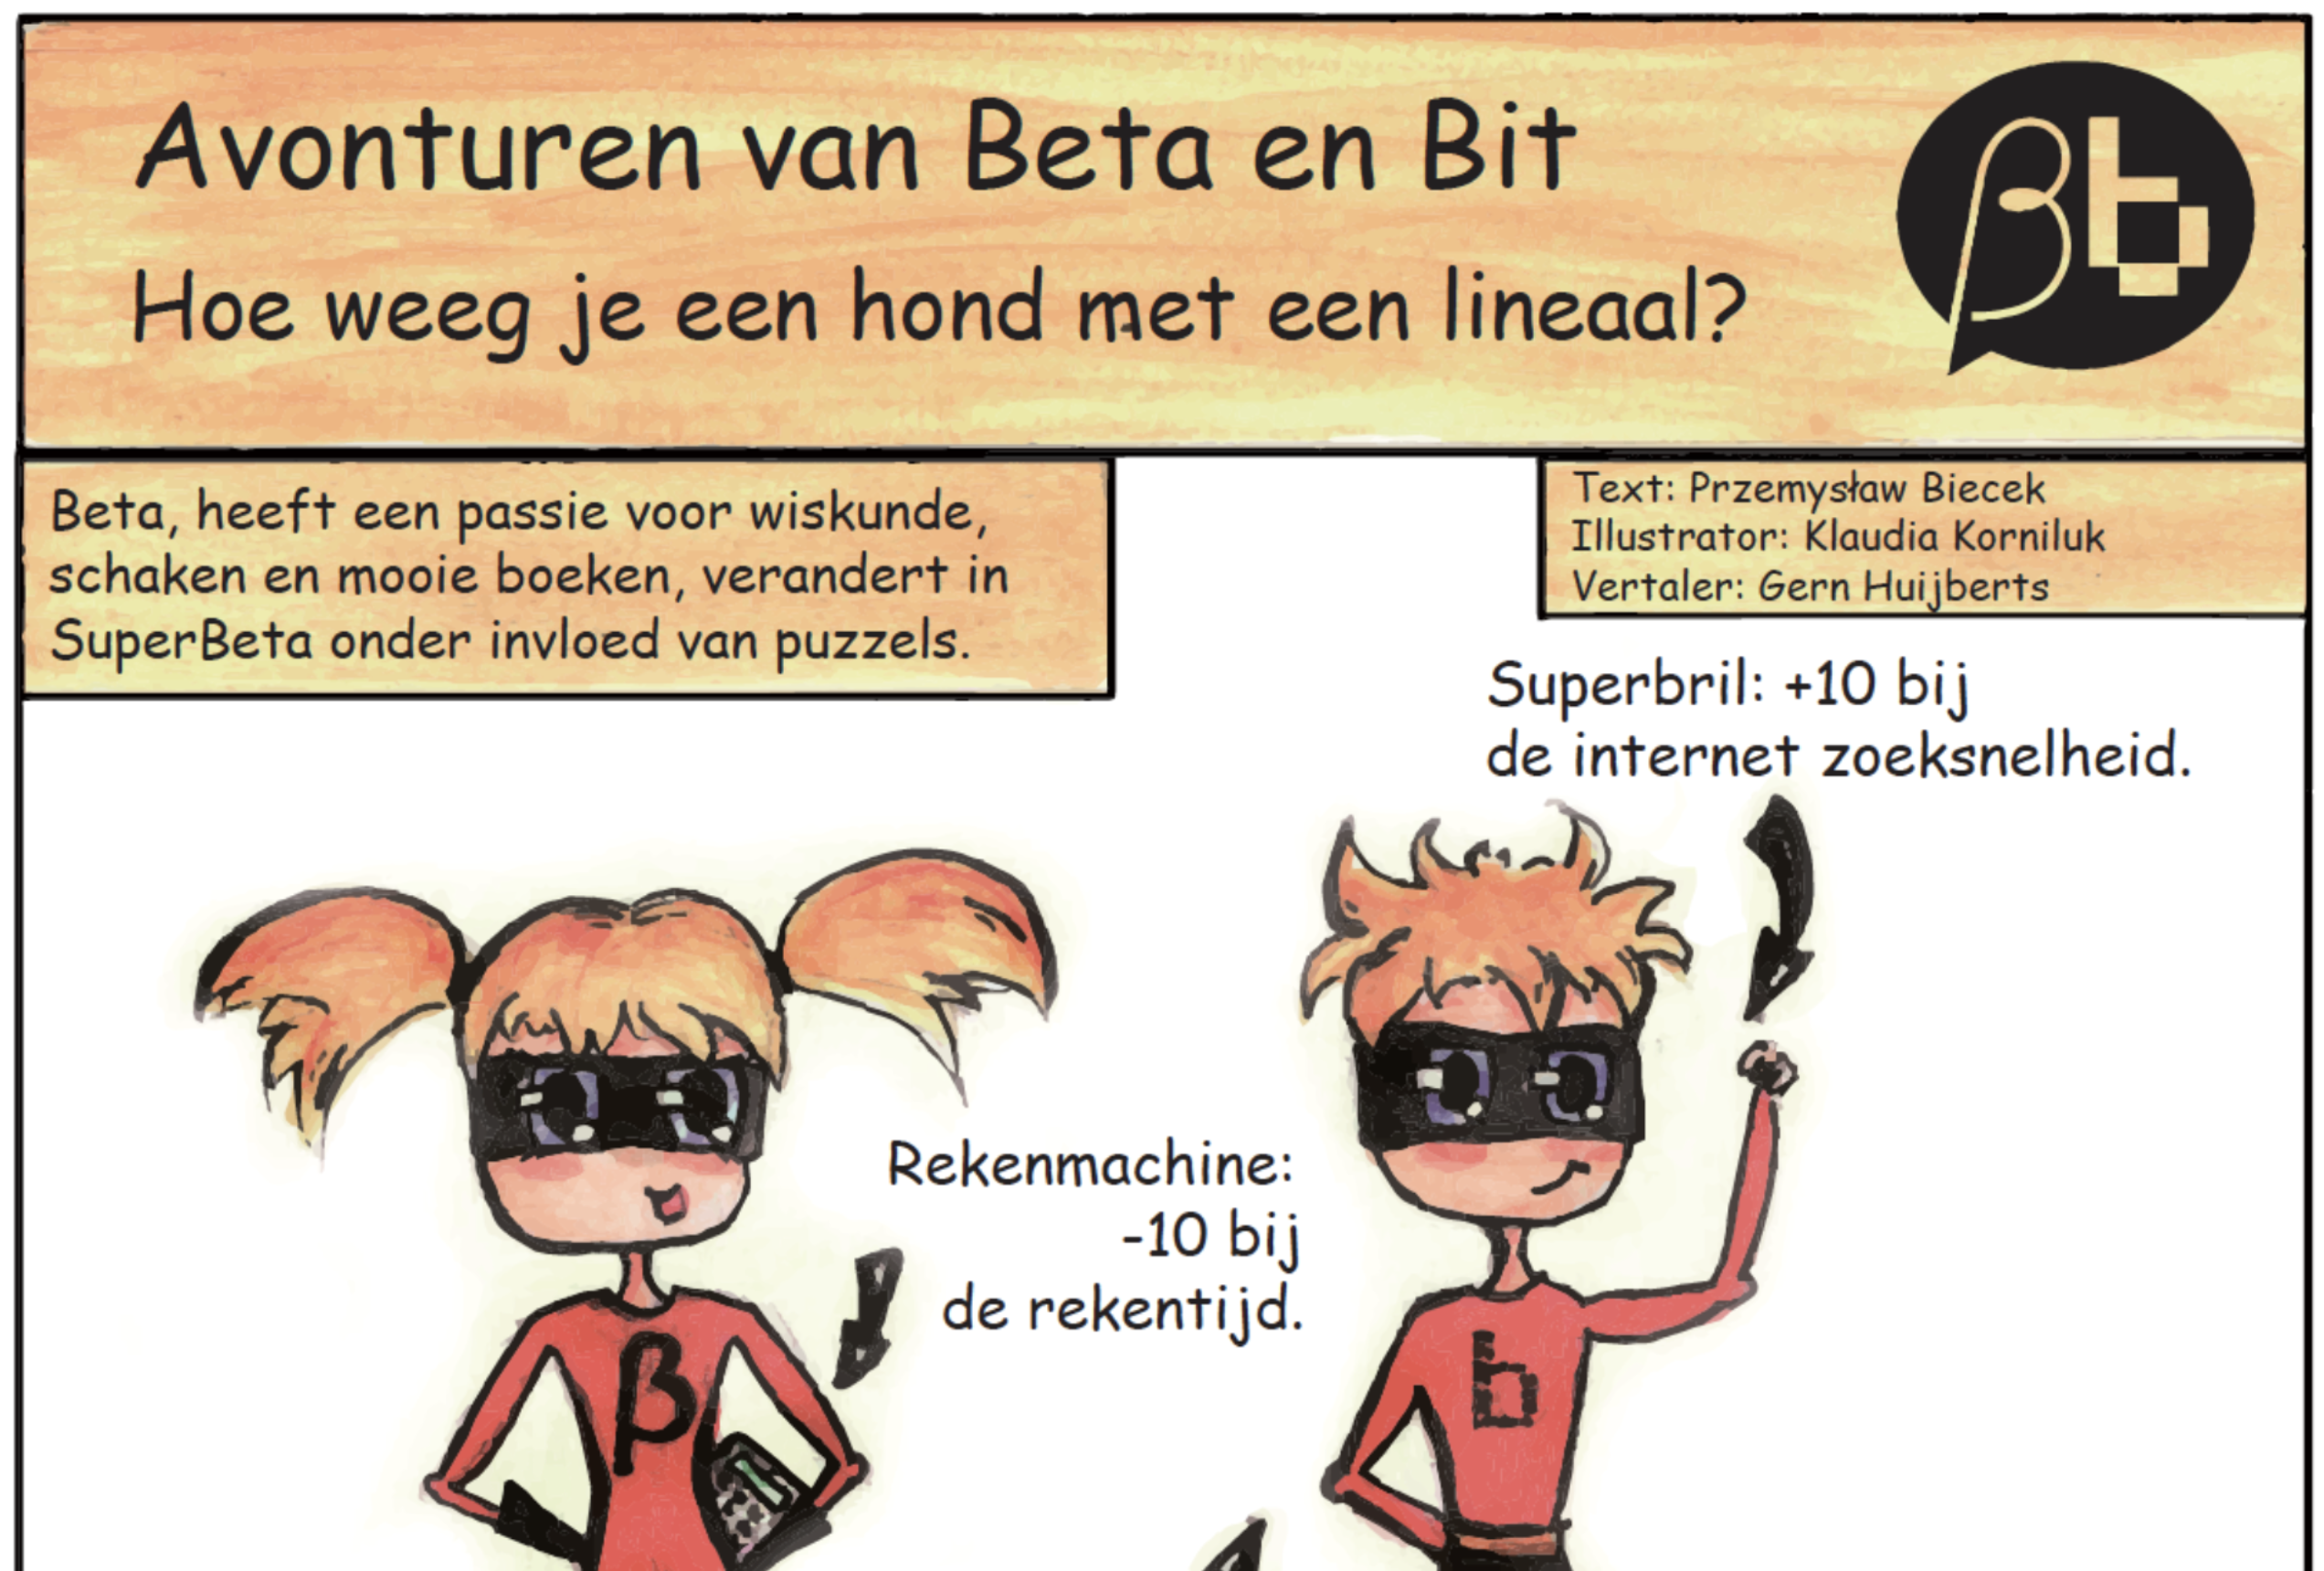 Avonturen van Beta en Bit
Hoe weeg je een hond met een lineaal?
βb
Beta, heeft een passie voor wiskunde,
schaken en mooie boeken, verandert in
SuperBeta onder invloed van puzzels.
Text: Przemysław Biecek
Illustrator: Klaudia Korniluk
Vertaler: Gern Huijberts
Superbril: +10 bij
de internet zoeksnelheid.
Rekenmachine:
-10 bij
de rekentijd.
β
b